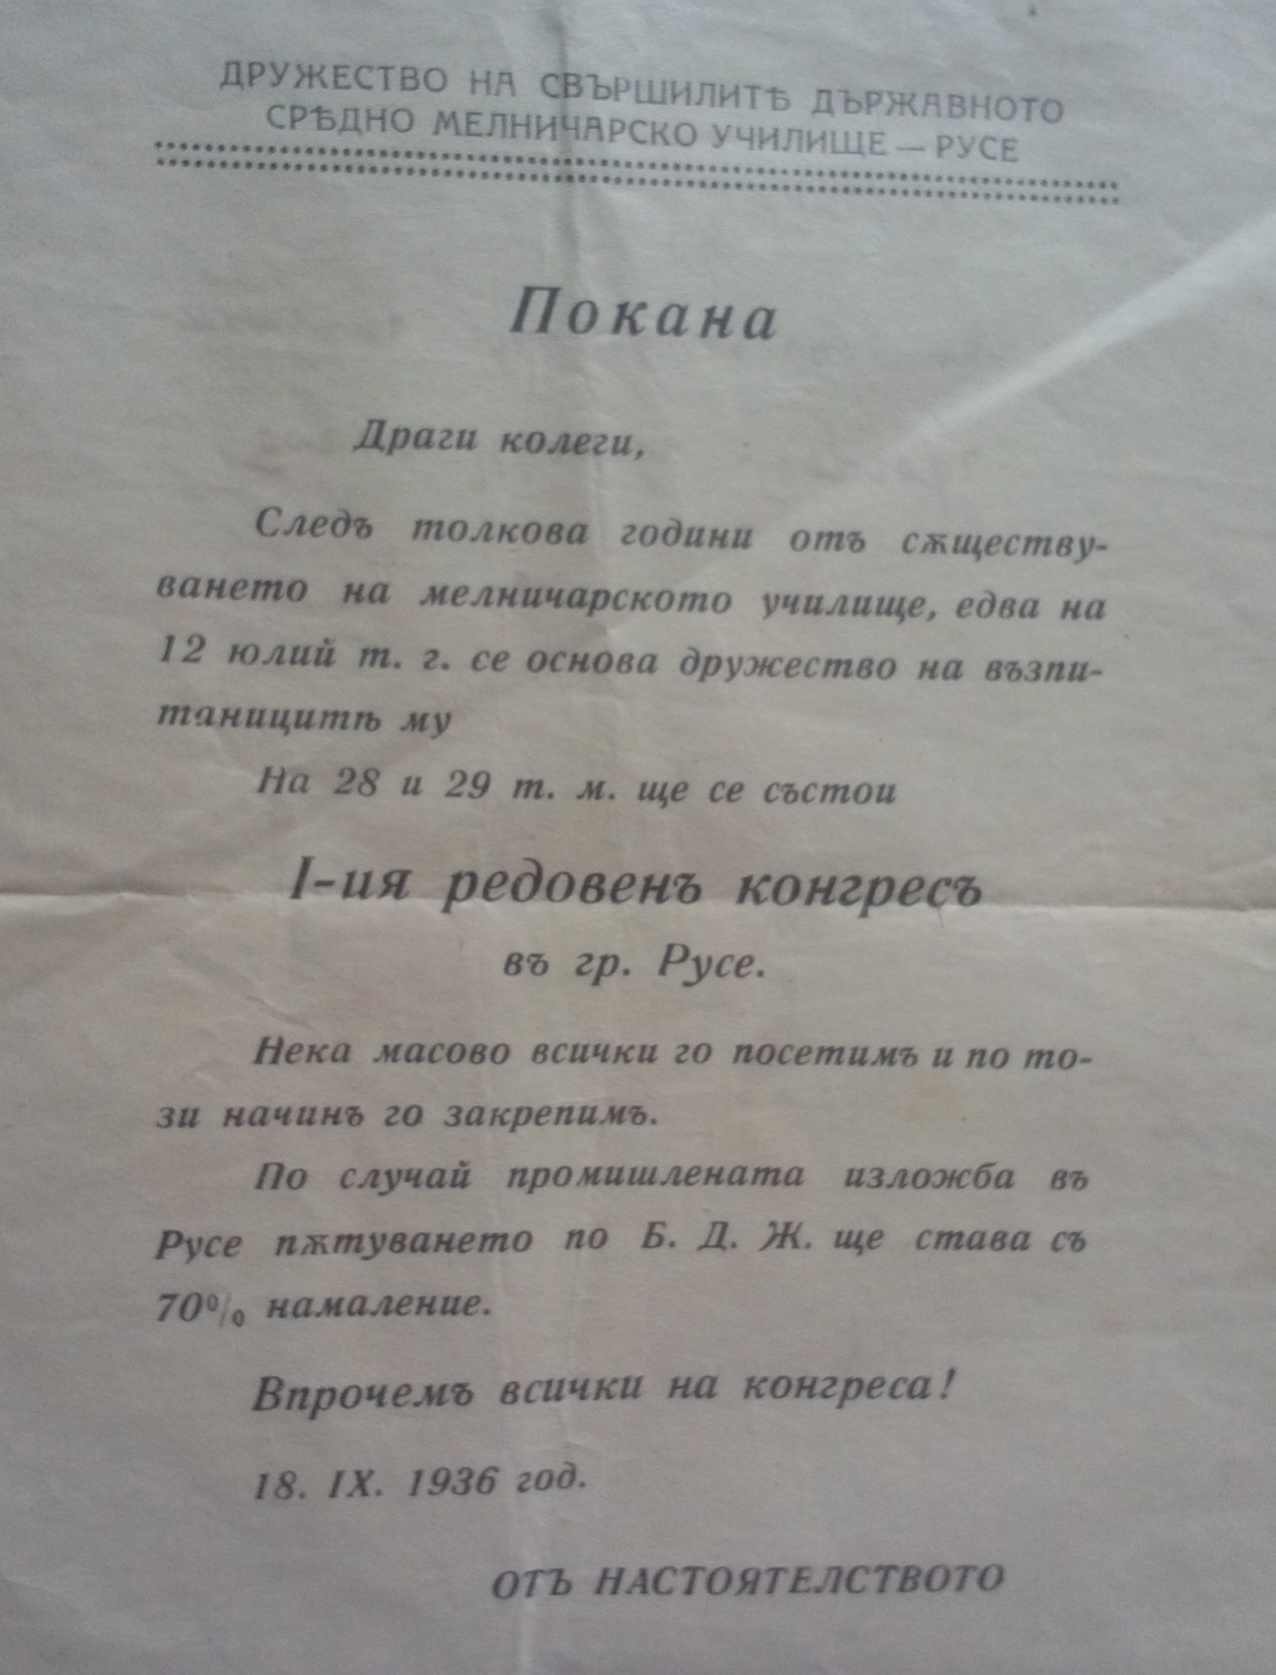 ДРУЖЕСТВО НА СВЪРШИЛИТѢ ДЪРЖАВНОТО
СРѢДНО МЕЛНИЧАРСКО УЧИЛИЩЕ — РУСЕ
Покана
Драги колеги,
Следъ толкова години отъ сѫществу-
ването на мелничарското училище, едва на
12 юлий т. г. се основа дружество на възпи-
таницитѣ му
На 28 и 29 т. м. ще се състои
I-ия редовенъ конгресъ
въ гр. Русе.
Нека масово всички го посетимъ и по то-
зи начинъ го закрепимъ.
По случай промишлената изложба въ
Русе пѫтуването по Б. Д. Ж. ще става съ
70% намаление.
Впрочемъ всички на конгреса!
18. IX. 1936 год.
ОТЪ НАСТОЯТЕЛСТВОТО